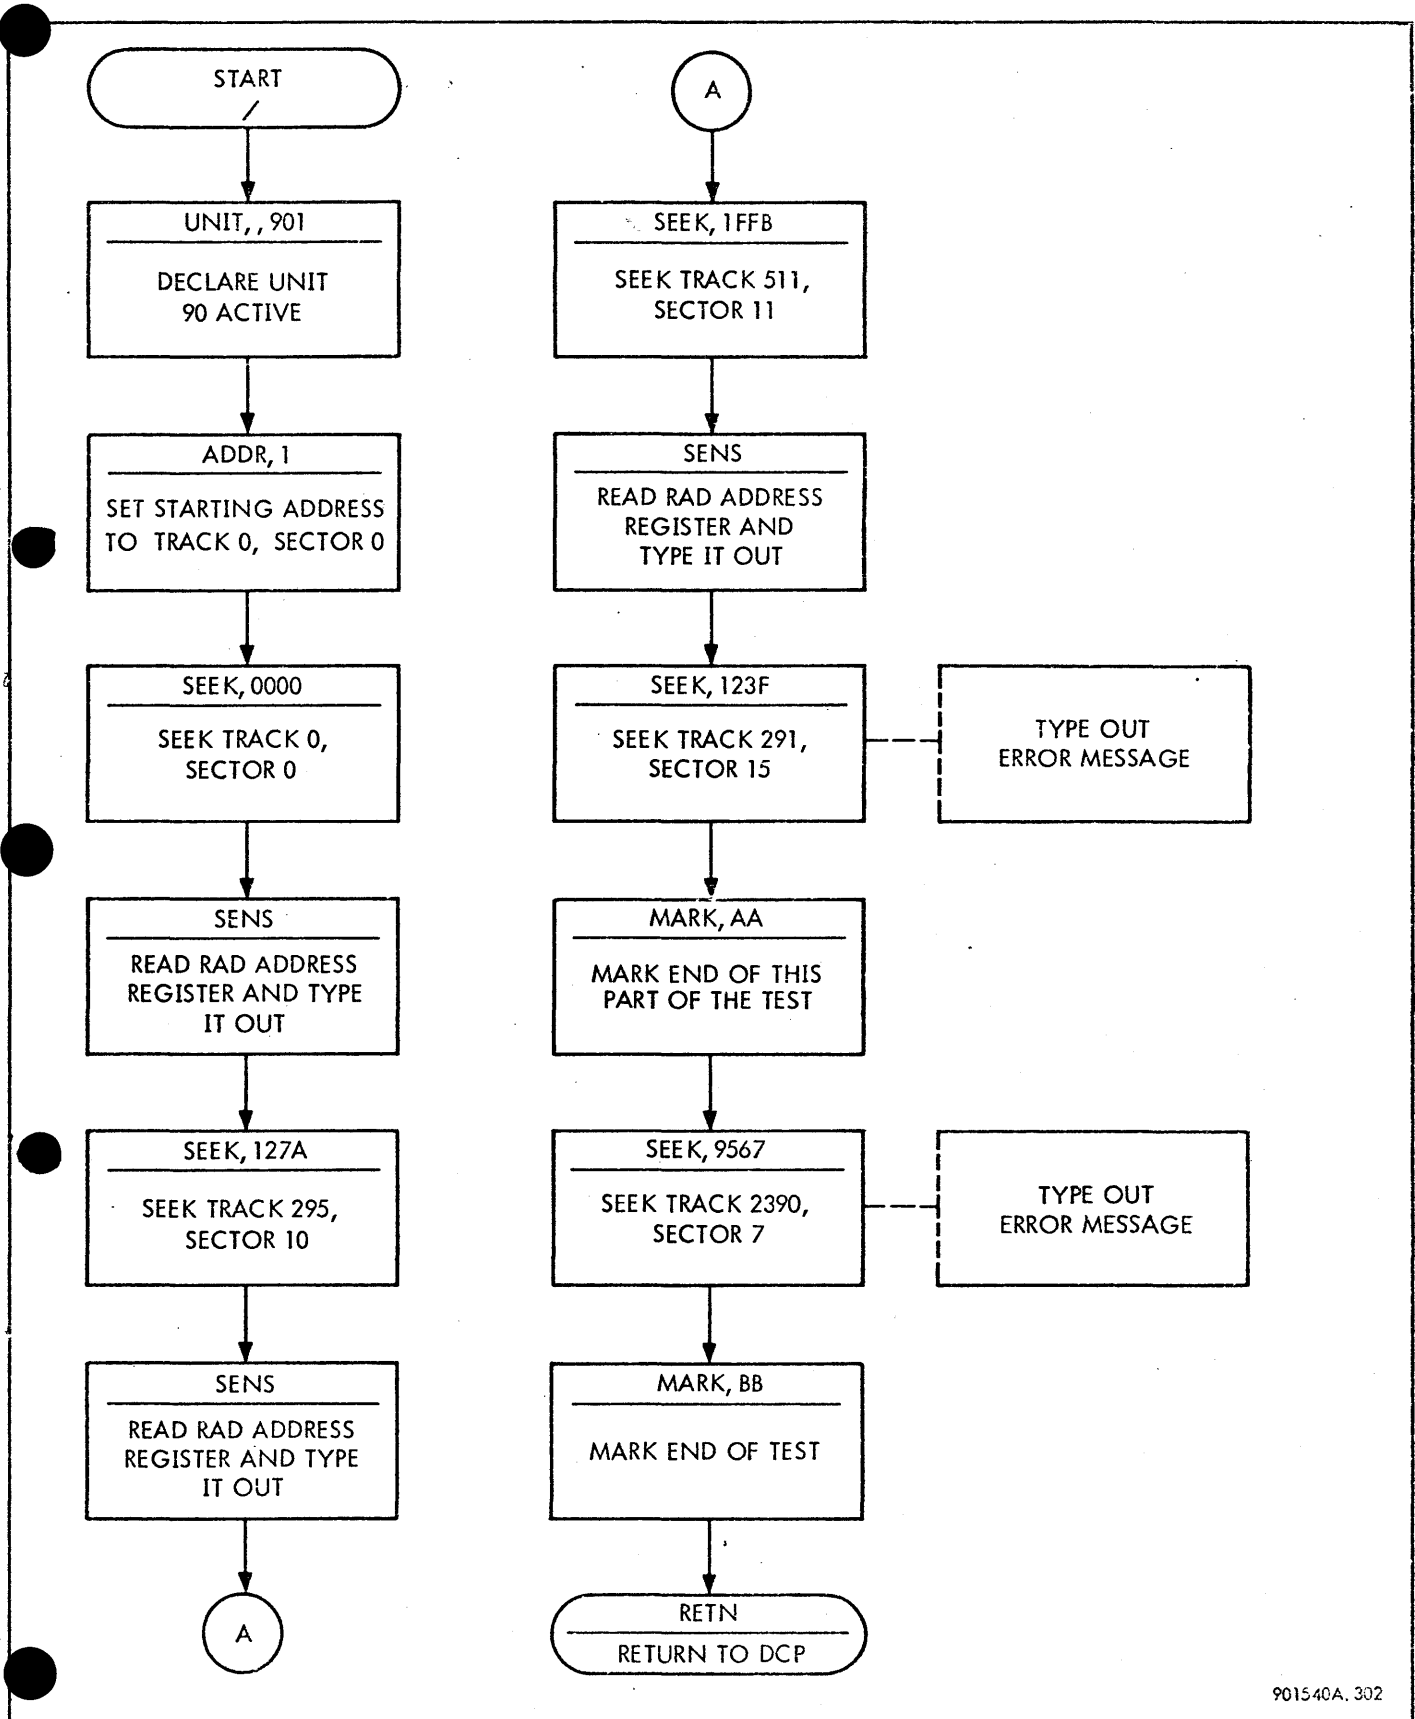 START
/
UNIT,,901
DECLARE UNIT
90 ACTIVE
ADDR,1
SET STARTING ADDRESS
TO TRACK 0, SECTOR 0
SEEK,0000
SEEK TRACK 0,
SECTOR 0
SENS
READ RAD ADDRESS
REGISTER AND TYPE
IT OUT
SEEK,127A
SEEK TRACK 295,
SECTOR 10
SENS
READ RAD ADDRESS
REGISTER AND TYPE
IT OUT
A
A
SEEK,1FFB
SEEK TRACK 511,
SECTOR 11
SENS
READ RAD ADDRESS
REGISTER AND
TYPE IT OUT
SEEK,123F
SEEK TRACK 291,
SECTOR 15
TYPE OUT
ERROR MESSAGE
MARK,AA
MARK END OF THIS
PART OF THE TEST
SEEK,9567
SEEK TRACK 2390,
SECTOR 7
TYPE OUT
ERROR MESSAGE
MARK,BB
MARK END OF TEST
RETN
RETURN TO DCP
901540A.302